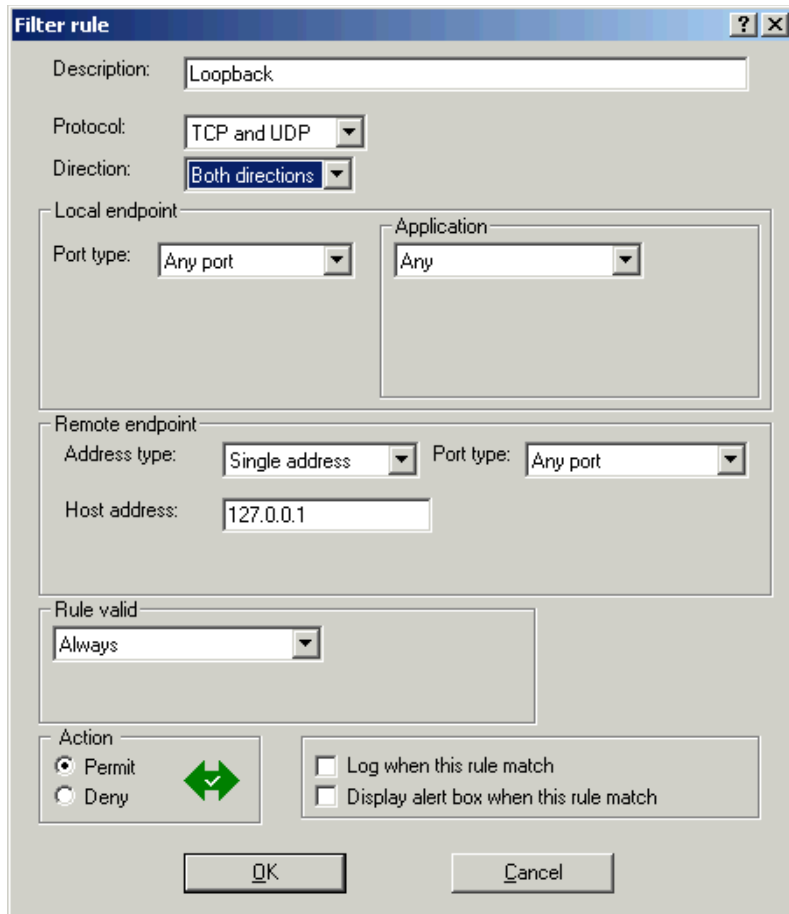 Filter rule
Description: Loopback
Protocol: TCP and UDP
Direction: Both directions
Local endpoint
Application
Port type: Any port
Any
Remote endpoint
Address type: Single address Port type: Any port
Host address: 127.0.0.1
Rule valid
Always
Action
Permit
Deny
Log when this rule match
Display alert box when this rule match
OK Cancel